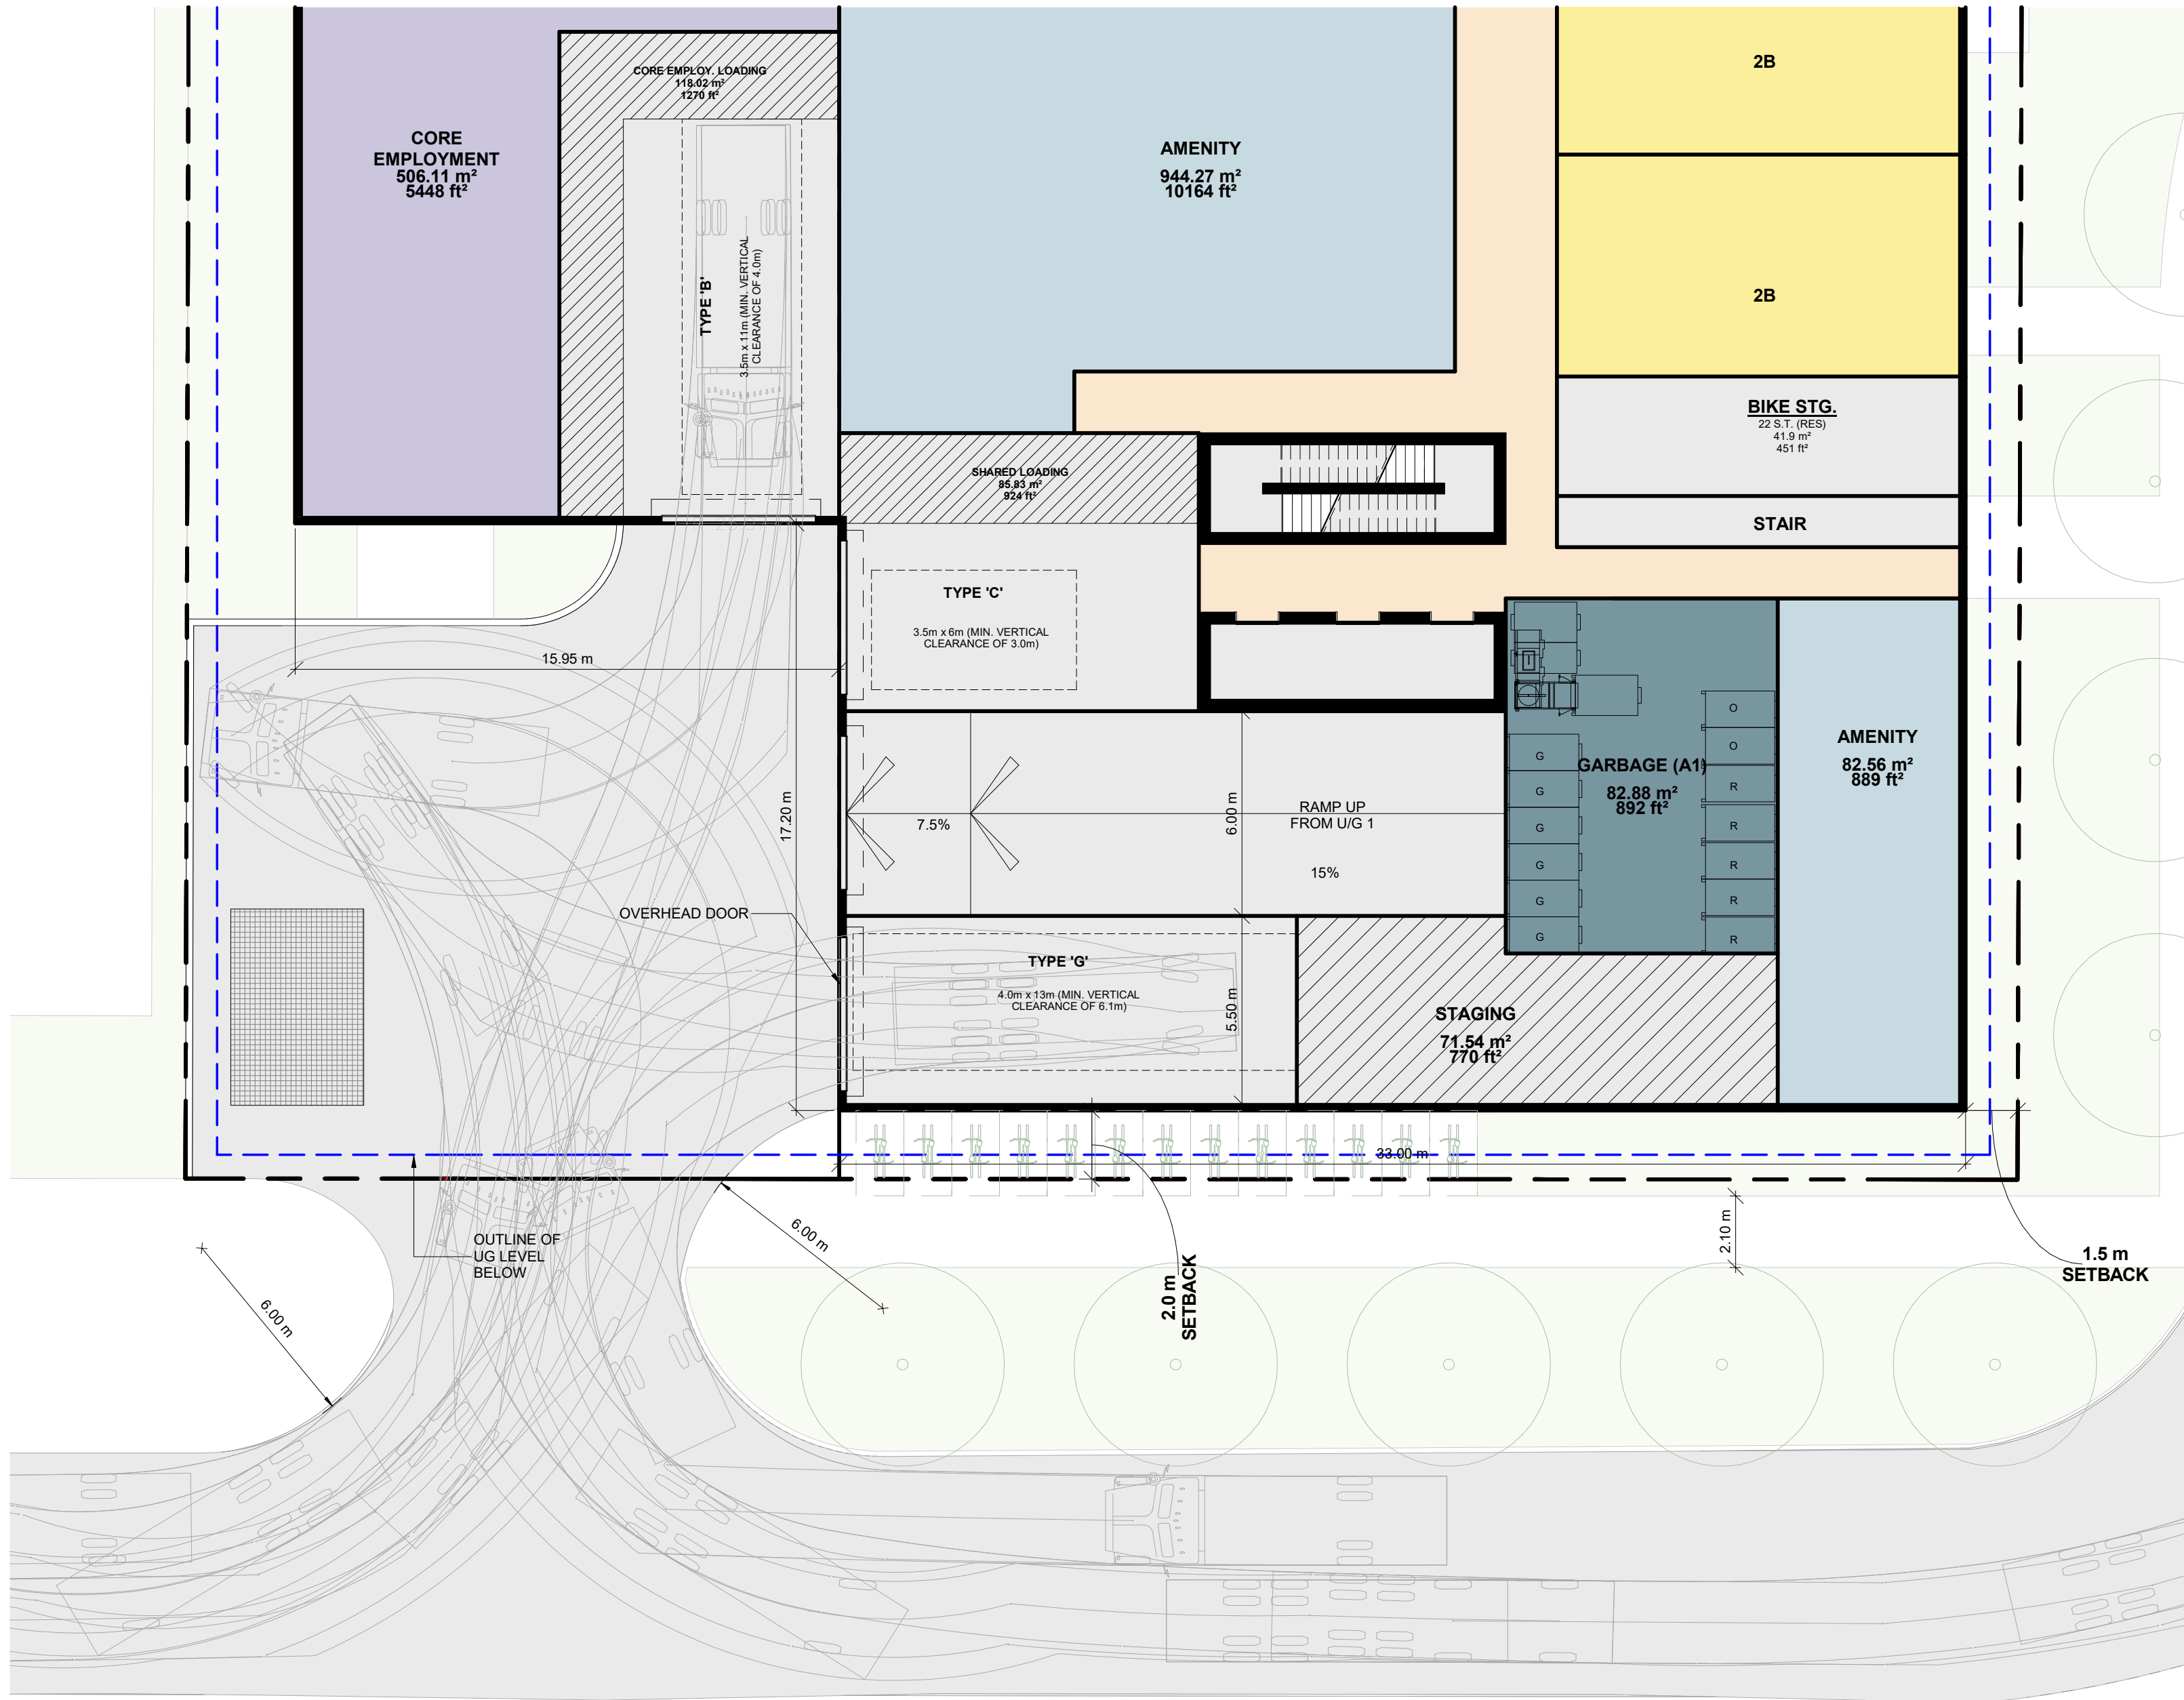 CORE EMPLOY. LOADING
118.02 m²
1270 ft²
2B
CORE
EMPLOYMENT
506.11 m²
5448 ft²
AMENITY
944.27 m²
10164 ft²
TYPE 'B'
3.5m x 11m (MIN. VERTICAL
CLEARANCE OF 4.0m)
2B
BIKE STG.
22 S.T. (RES)
41.9 m²
451 ft²
SHARED LOADING
85.83 m²
924 ft²
STAIR
TYPE 'C'
3.5m x 6m (MIN. VERTICAL
CLEARANCE OF 3.0m)
15.95 m
17.20 m
7.5%
6.00 m
RAMP UP
FROM U/G 1
15%
G
G
G
G
G
G
O
O
R
R
R
R
R
GARBAGE (A1)
82.88 m²
892 ft²
AMENITY
82.56 m²
889 ft²
OVERHEAD DOOR
TYPE 'G'
4.0m x 13m (MIN. VERTICAL
CLEARANCE OF 6.1m)
5.50 m
STAGING
71.54 m²
770 ft²
33.00 m
OUTLINE OF
UG LEVEL
BELOW
6.00 m
6.00 m
2.0 m
SETBACK
2.10 m
1.5 m
SETBACK